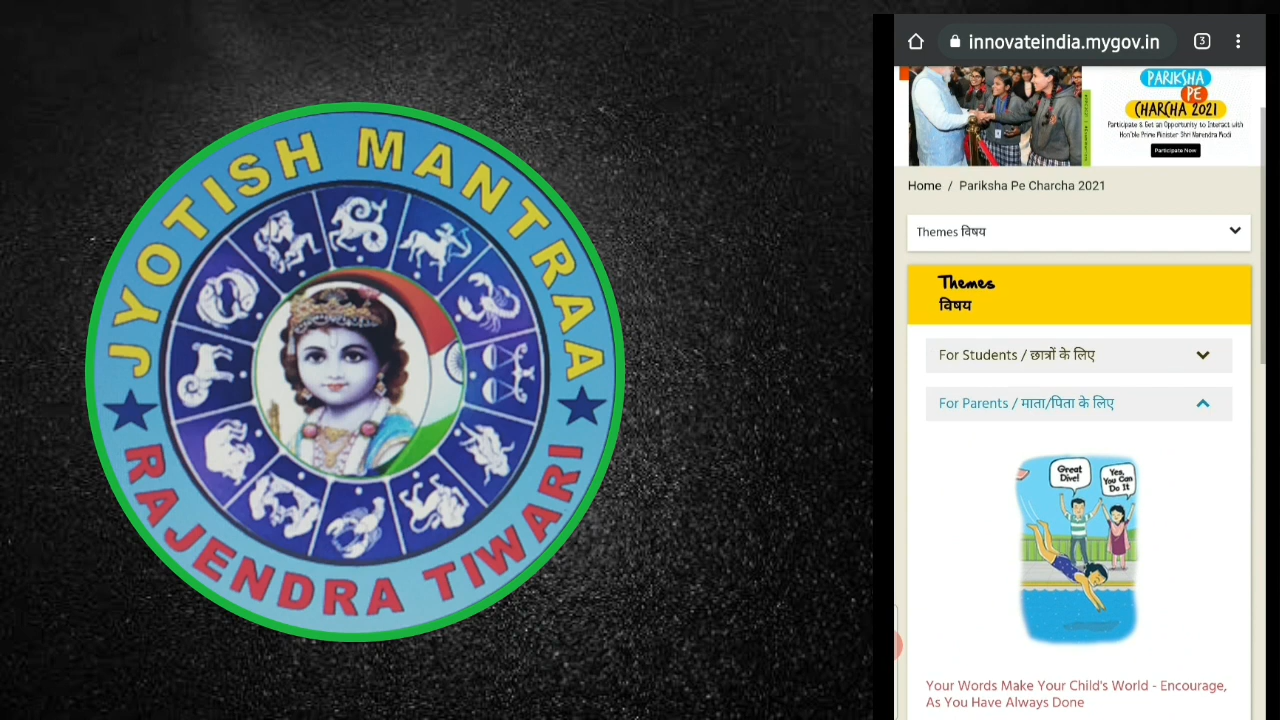 JYOTISH MANTRAA
RAJENDRA TIWARI
innovateindia.mygov.in
3
PARIKSHA
PE
CHARCHA 2021
Participate & Get an Opportunity to Interact with
Hon'ble Prime Minister Shri Narendra Modi
Participate Now
Home / Pariksha Pe Charcha 2021
Themes विषय
Themes
विषय
For Students / छात्रों के लिए
For Parents / माता/पिता के लिए
Great
Dive!
Yes,
You Can
Do It
Your Words Make Your Child's World - Encourage,
As You Have Always Done